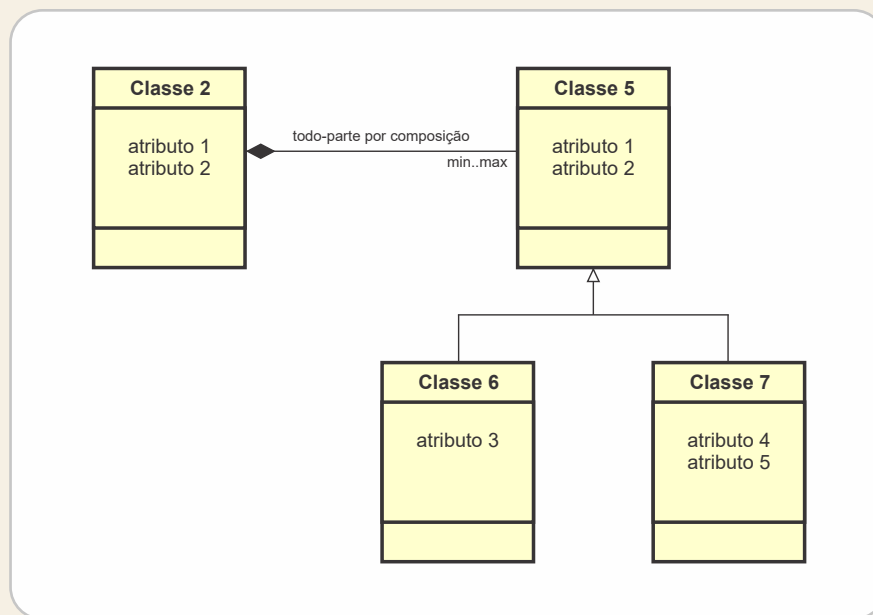 Classe 2
atributo 1
atributo 2
todo-parte por composição
min..max
Classe 5
atributo 1
atributo 2
Classe 6
atributo 3
Classe 7
atributo 4
atributo 5